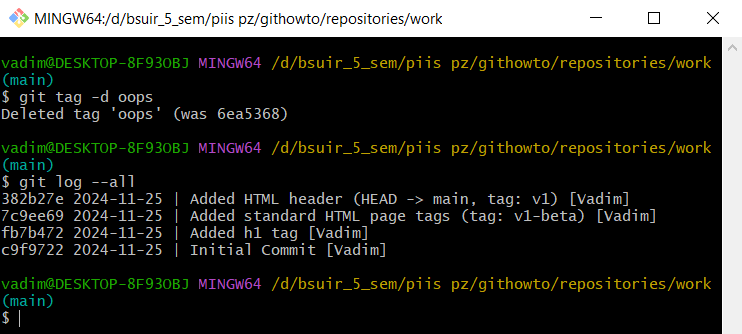 MINGW64:/d/bsuir_5_sem/piis pz/githowto/repositories/work
vadim@DESKTOP-8F93OBJ MINGW64 /d/bsuir_5_sem/piis pz/githowto/repositories/work
(main)
$ git tag -d oops
Deleted tag 'oops' (was 6ea5368)
vadim@DESKTOP-8F93OBJ MINGW64 /d/bsuir_5_sem/piis pz/githowto/repositories/work
(main)
$ git log --all
382b27e 2024-11-25 | Added HTML header (HEAD -> main, tag: v1) [Vadim]
7c9ee69 2024-11-25 | Added standard HTML page tags (tag: v1-beta) [Vadim]
fb7b472 2024-11-25 | Added h1 tag [Vadim]
c9f9722 2024-11-25 | Initial Commit [Vadim]
vadim@DESKTOP-8F93OBJ MINGW64 /d/bsuir_5_sem/piis pz/githowto/repositories/work
(main)
$